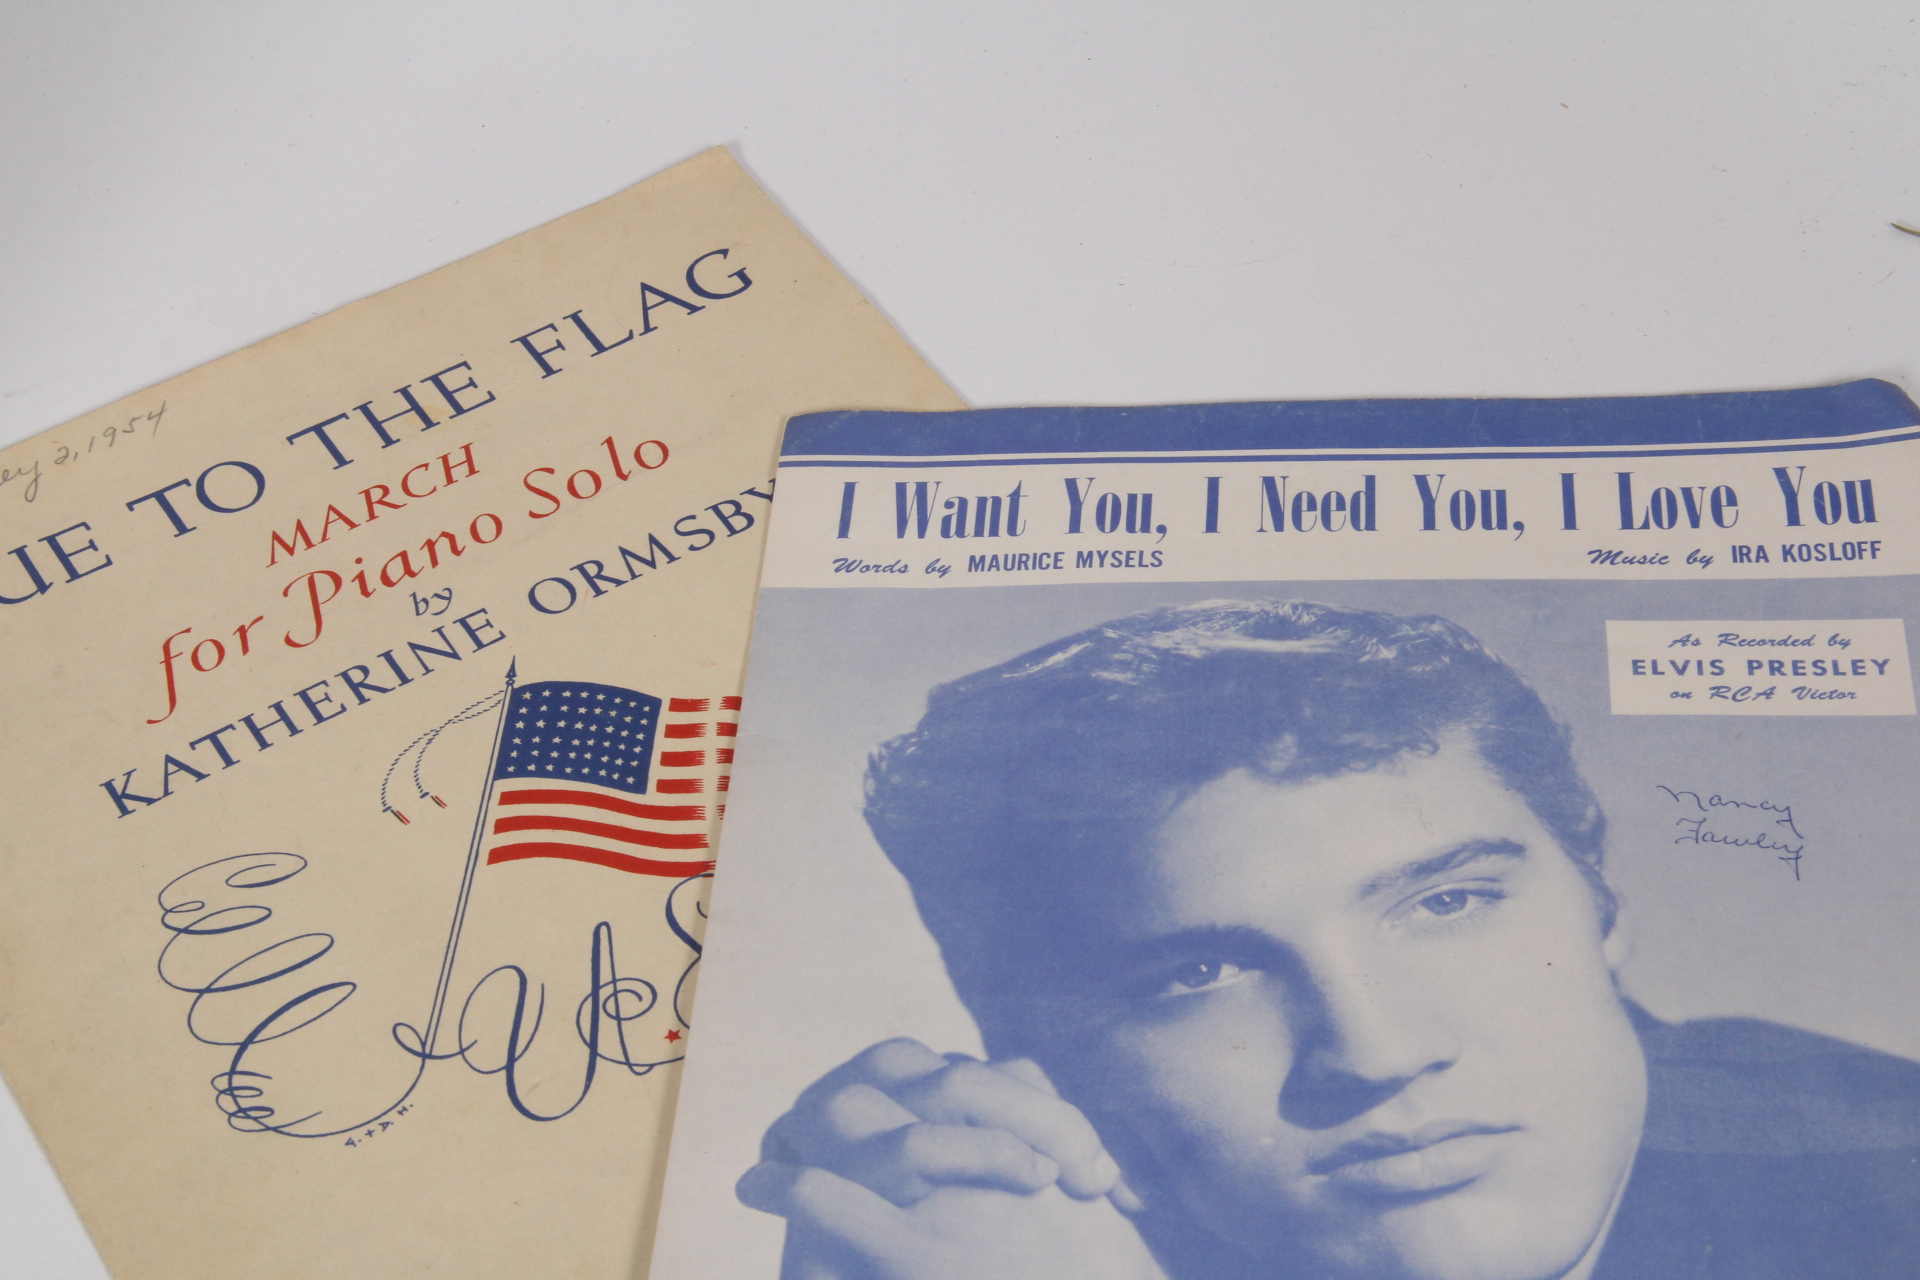 2, 1954
UE TO THE FLAG
MARCH
for Piano Solo
by
KATHERINE ORMSBY
I Want You, I Need You, I Love You
Words by MAURICE MYSELS
Music by IRA KOSLOFF
As Recorded by
ELVIS PRESLEY
on RCA Victor
Nancy
Fawley